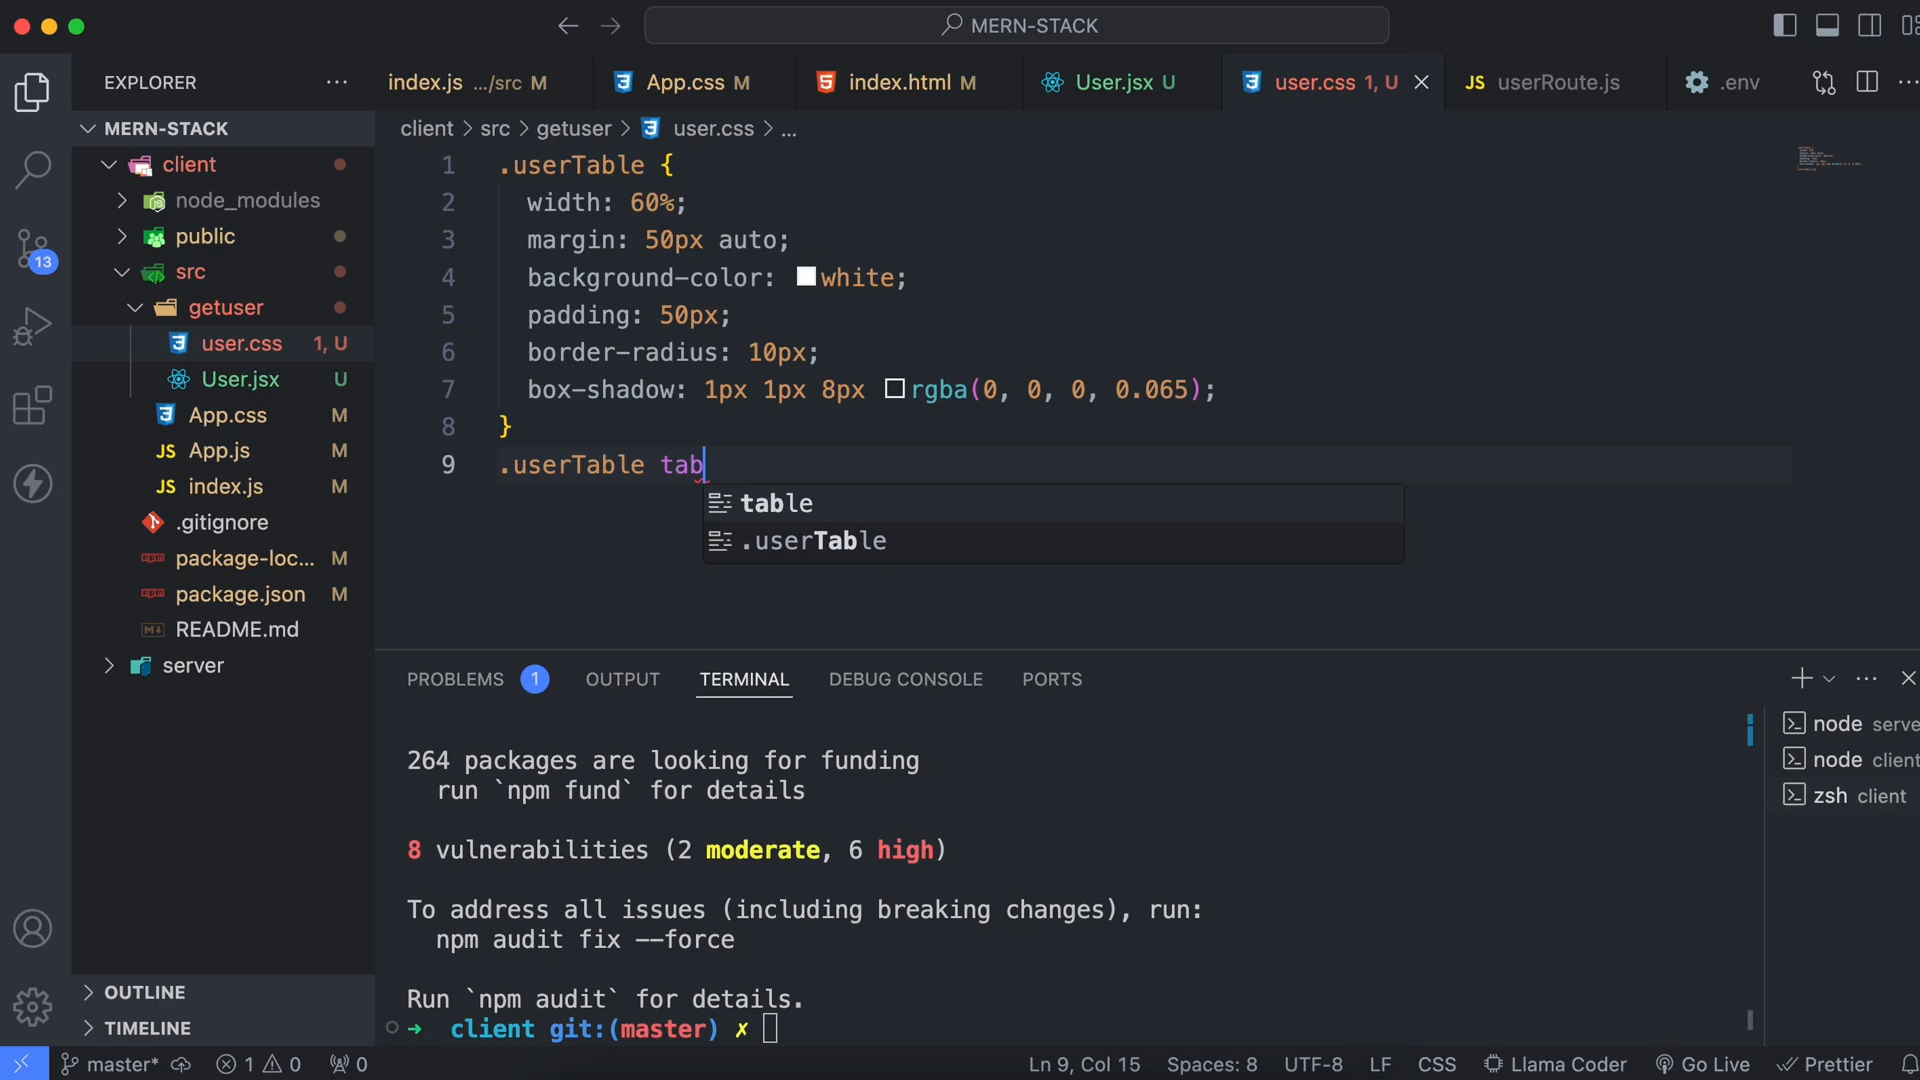 MERN-STACK
EXPLORER
index.js .../src M
App.css M
index.html M
User.jsx U
user.css 1, U
JS userRoute.js
.env
MERN-STACK
client > src > getuser > user.css > ...
client
node_modules
public
src
getuser
user.css 1, U
User.jsx U
App.css M
JS App.js M
JS index.js M
.gitignore
package-loc... M
package.json M
README.md
server
13
1 .userTable {
2 width: 60%;
3 margin: 50px auto;
4 background-color: white;
5 padding: 50px;
6 border-radius: 10px;
7 box-shadow: 1px 1px 8px rgba(0, 0, 0, 0.065);
8 }
9 .userTable tab
table
.userTable
PROBLEMS 1 OUTPUT TERMINAL DEBUG CONSOLE PORTS
264 packages are looking for funding
run `npm fund` for details
8 vulnerabilities (2 moderate, 6 high)
To address all issues (including breaking changes), run:
npm audit fix --force
Run `npm audit` for details.
➜ client git:(master) ✗
node serve
node client
zsh client
OUTLINE
TIMELINE
master* 1 0 0
Ln 9, Col 15 Spaces: 8 UTF-8 LF CSS Llama Coder Go Live Prettier